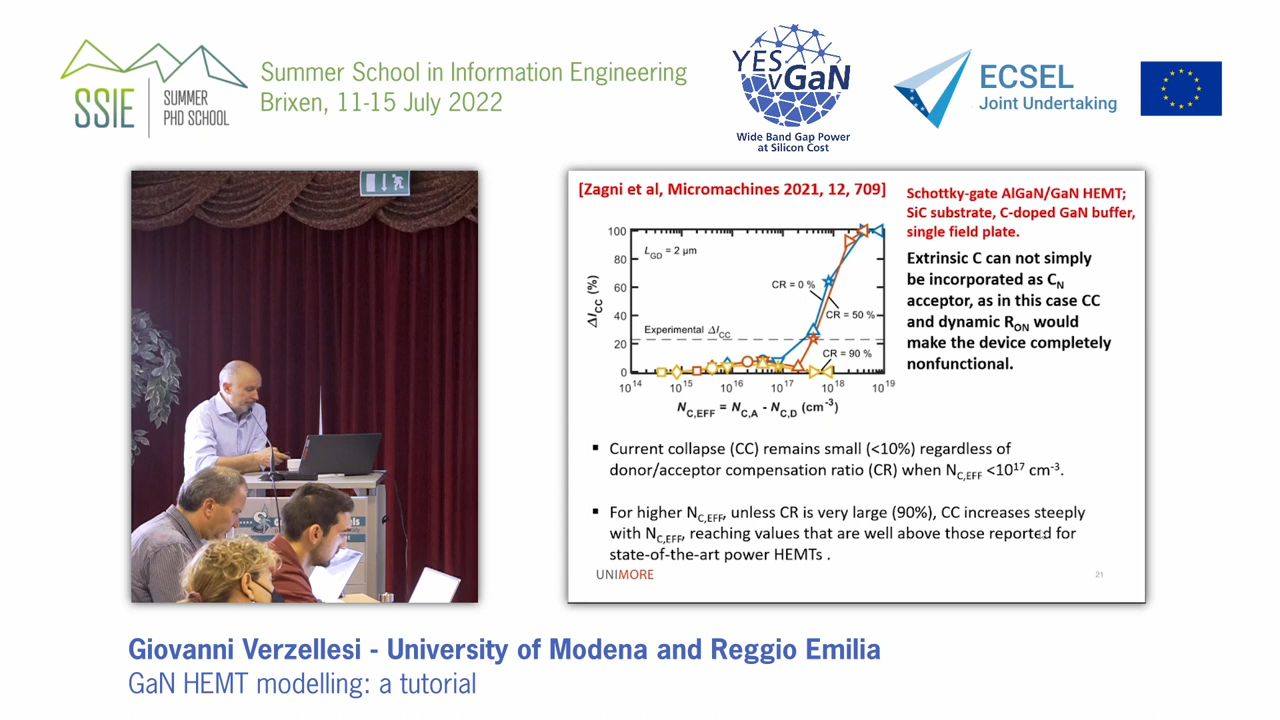 SSIE
SUMMER
PHD SCHOOL
Summer School in Information Engineering
Brixen, 11-15 July 2022
YES
vGaN
Wide Band Gap Power
at Silicon Cost
ECSEL
Joint Undertaking
[Zagni et al, Micromachines 2021, 12, 709]
Schottky-gate AlGaN/GaN HEMT;
SiC substrate, C-doped GaN buffer,
single field plate.
Extrinsic C can not simply
be incorporated as CN
acceptor, as in this case CC
and dynamic RON would
make the device completely
nonfunctional.
ΔICC (%)
100
80
60
40
20
0
LGD = 2 µm
CR = 0 %
CR = 50 %
Experimental ΔICC
CR = 90 %
10^14 10^15 10^16 10^17 10^18 10^19
NC,EFF = NC,A - NC,D (cm-3)
▪ Current collapse (CC) remains small (<10%) regardless of
donor/acceptor compensation ratio (CR) when NC,EFF <10^17 cm-3.
▪ For higher NC,EFF, unless CR is very large (90%), CC increases steeply
with NC,EFF, reaching values that are well above those reported for
state-of-the-art power HEMTs .
UNIMORE
21
Giovanni Verzellesi - University of Modena and Reggio Emilia
GaN HEMT modelling: a tutorial